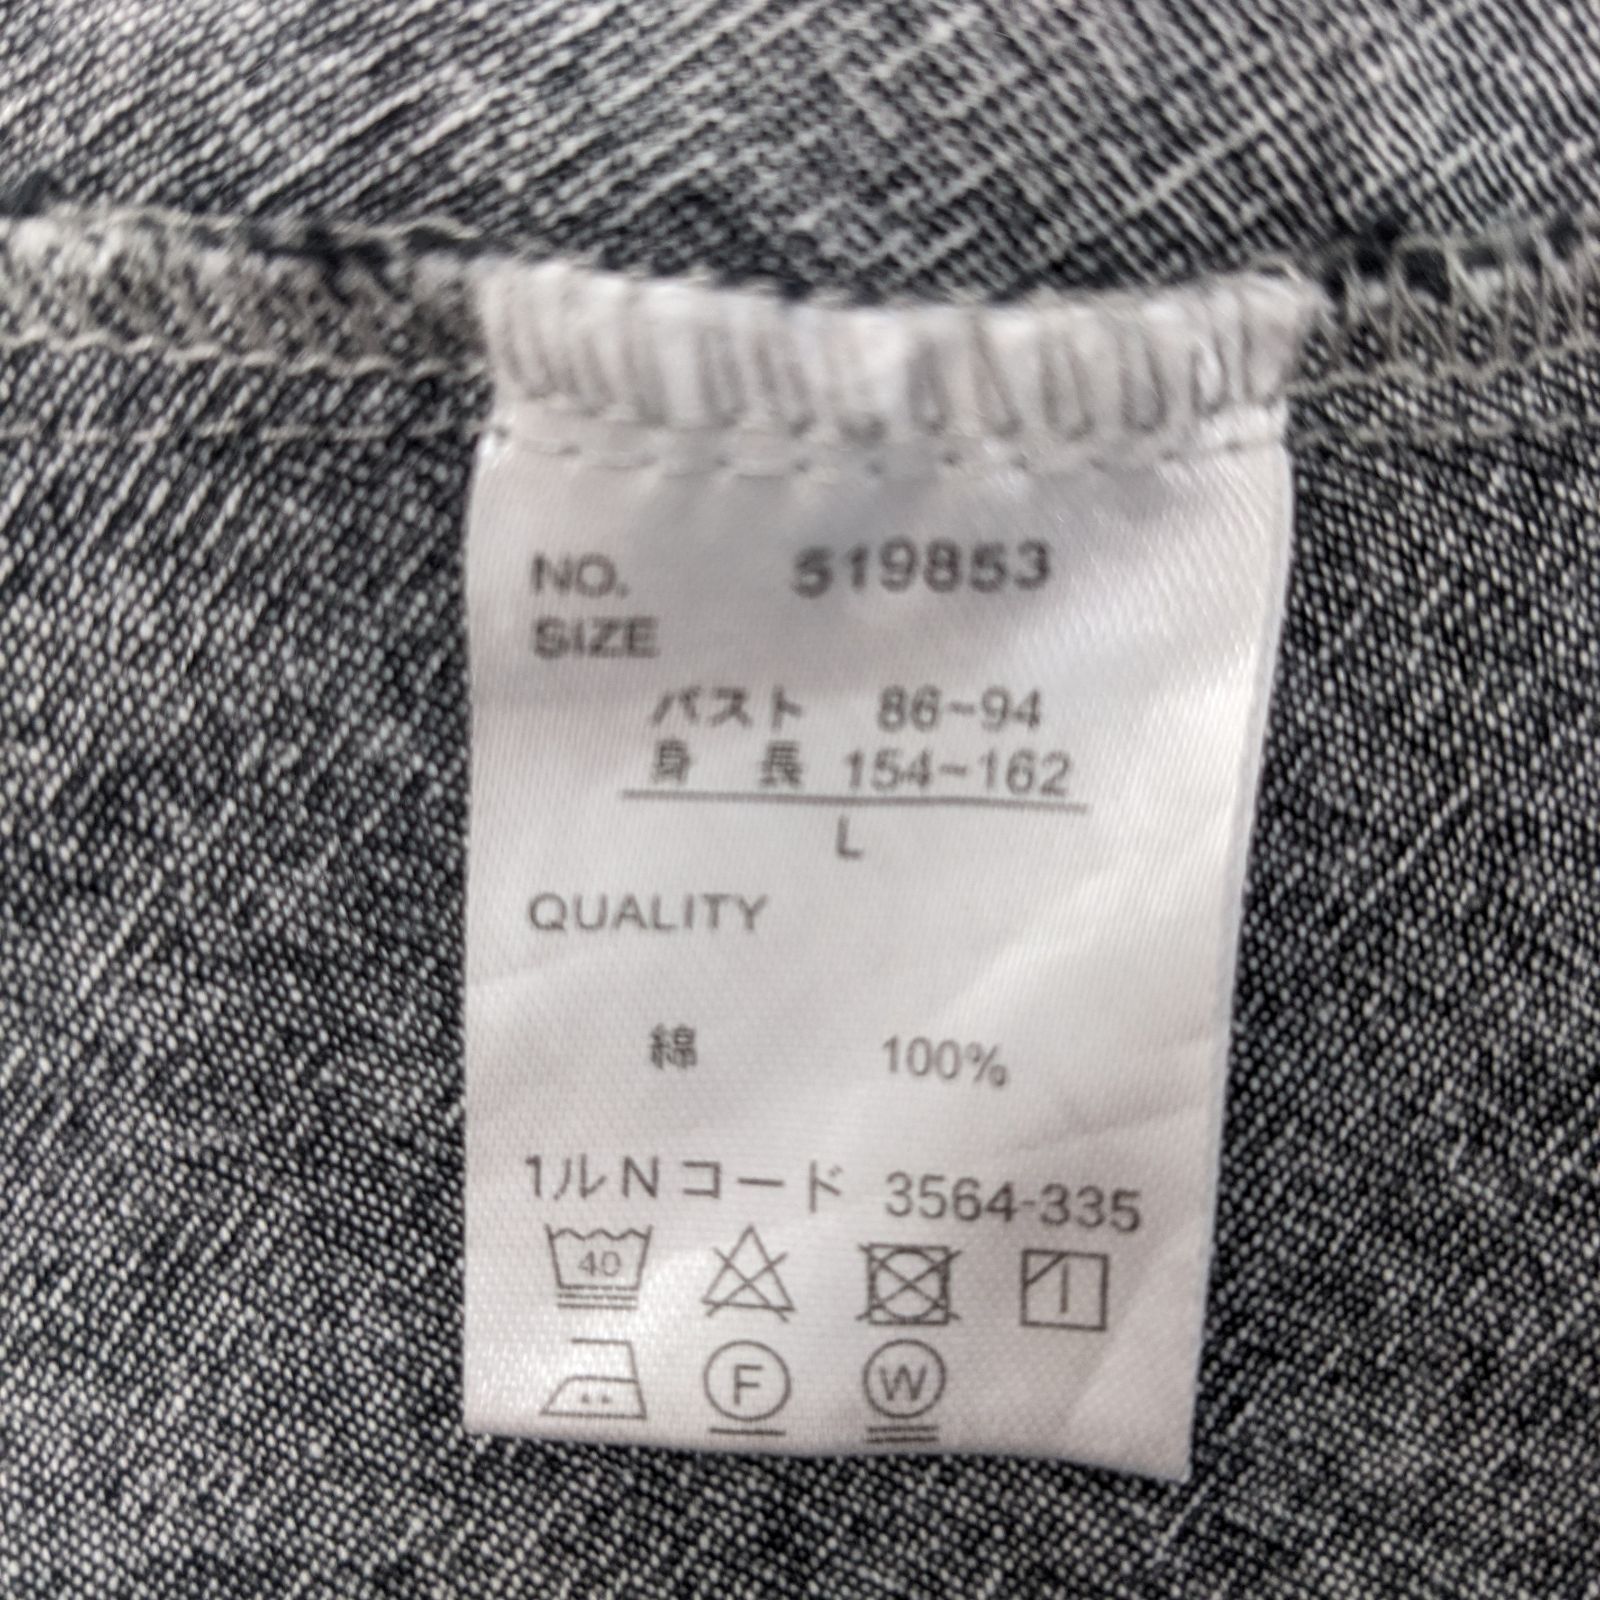 NO. 519853
SIZE
バスト 86~94
身 長 154~162
L
QUALITY
綿 100%
1ルN コード 3564-335
40
F W